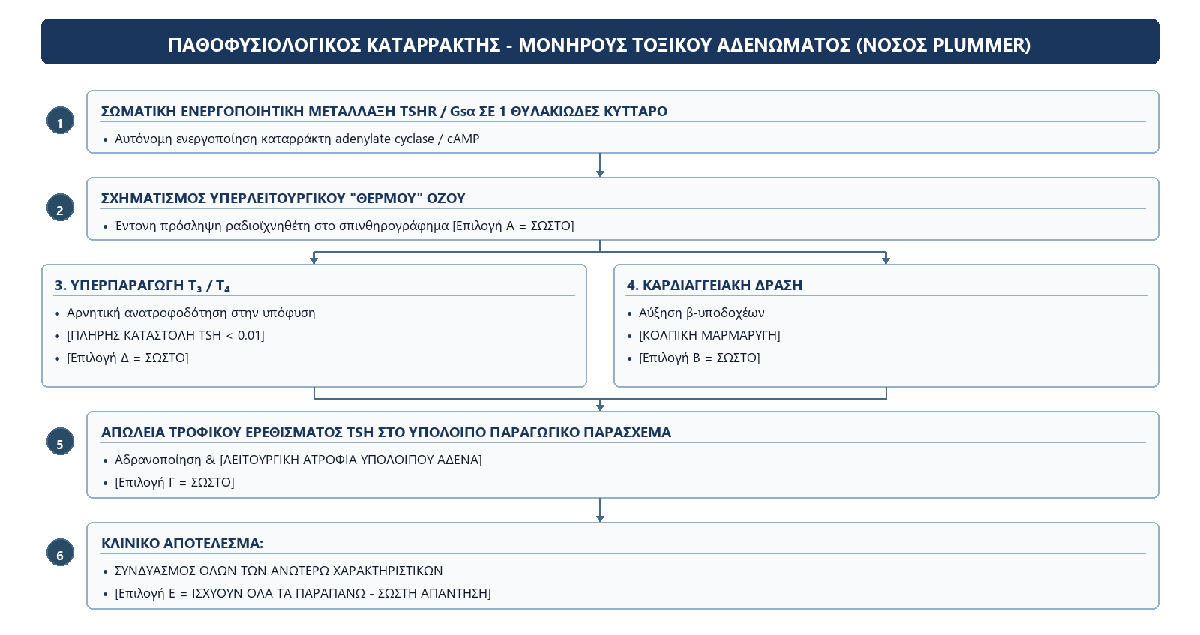 ΠΑΘΟΦΥΣΙΟΛΟΓΙΚΟΣ ΚΑΤΑΡΡΑΚΤΗΣ - ΜΟΝΗΡΟΥΣ ΤΟΞΙΚΟΥ ΑΔΕΝΩΜΑΤΟΣ (ΝΟΣΟΣ PLUMMER)
1
ΣΩΜΑΤΙΚΗ ΕΝΕΡΓΟΠΟΙΗΤΙΚΗ ΜΕΤΑΛΛΑΞΗ TSHR / Gsα ΣΕ 1 ΘΥΛΑΚΙΩΔΕΣ ΚΥΤΤΑΡΟ
• Αυτόνομη ενεργοποίηση καταρράκτη adenylate cyclase / cAMP
2
ΣΧΗΜΑΤΙΣΜΟΣ ΥΠΕΡΛΕΙΤΟΥΡΓΙΚΟΥ "ΘΕΡΜΟΥ" ΟΖΟΥ
• Έντονη πρόσληψη ραδιοϊχνηθέτη στο σπινθηρογράφημα [Επιλογή Α = ΣΩΣΤΟ]
3. ΥΠΕΡΠΑΡΑΓΩΓΗ T₃ / T₄
• Αρνητική ανατροφοδότηση στην υπόφυση
• [ΠΛΗΡΗΣ ΚΑΤΑΣΤΟΛΗ TSH < 0.01]
• [Επιλογή Δ = ΣΩΣΤΟ]
4. ΚΑΡΔΙΑΓΓΕΙΑΚΗ ΔΡΑΣΗ
• Αύξηση β-υποδοχέων
• [ΚΟΛΠΙΚΗ ΜΑΡΜΑΡΥΓΗ]
• [Επιλογή Β = ΣΩΣΤΟ]
5
ΑΠΩΛΕΙΑ ΤΡΟΦΙΚΟΥ ΕΡΕΘΙΣΜΑΤΟΣ TSH ΣΤΟ ΥΠΟΛΟΙΠΟ ΠΑΡΑΓΩΓΙΚΟ ΠΑΡΑΣΧΕΜΑ
• Αδρανοποίηση & [ΛΕΙΤΟΥΡΓΙΚΗ ΑΤΡΟΦΙΑ ΥΠΟΛΟΙΠΟΥ ΑΔΕΝΑ]
• [Επιλογή Γ = ΣΩΣΤΟ]
6
ΚΛΙΝΙΚΟ ΑΠΟΤΕΛΕΣΜΑ:
• ΣΥΝΔΥΑΣΜΟΣ ΟΛΩΝ ΤΩΝ ΑΝΩΤΕΡΩ ΧΑΡΑΚΤΗΡΙΣΤΙΚΩΝ
• [Επιλογή Ε = ΙΣΧΥΟΥΝ ΟΛΑ ΤΑ ΠΑΡΑΠΑΝΩ - ΣΩΣΤΗ ΑΠΑΝΤΗΣΗ]